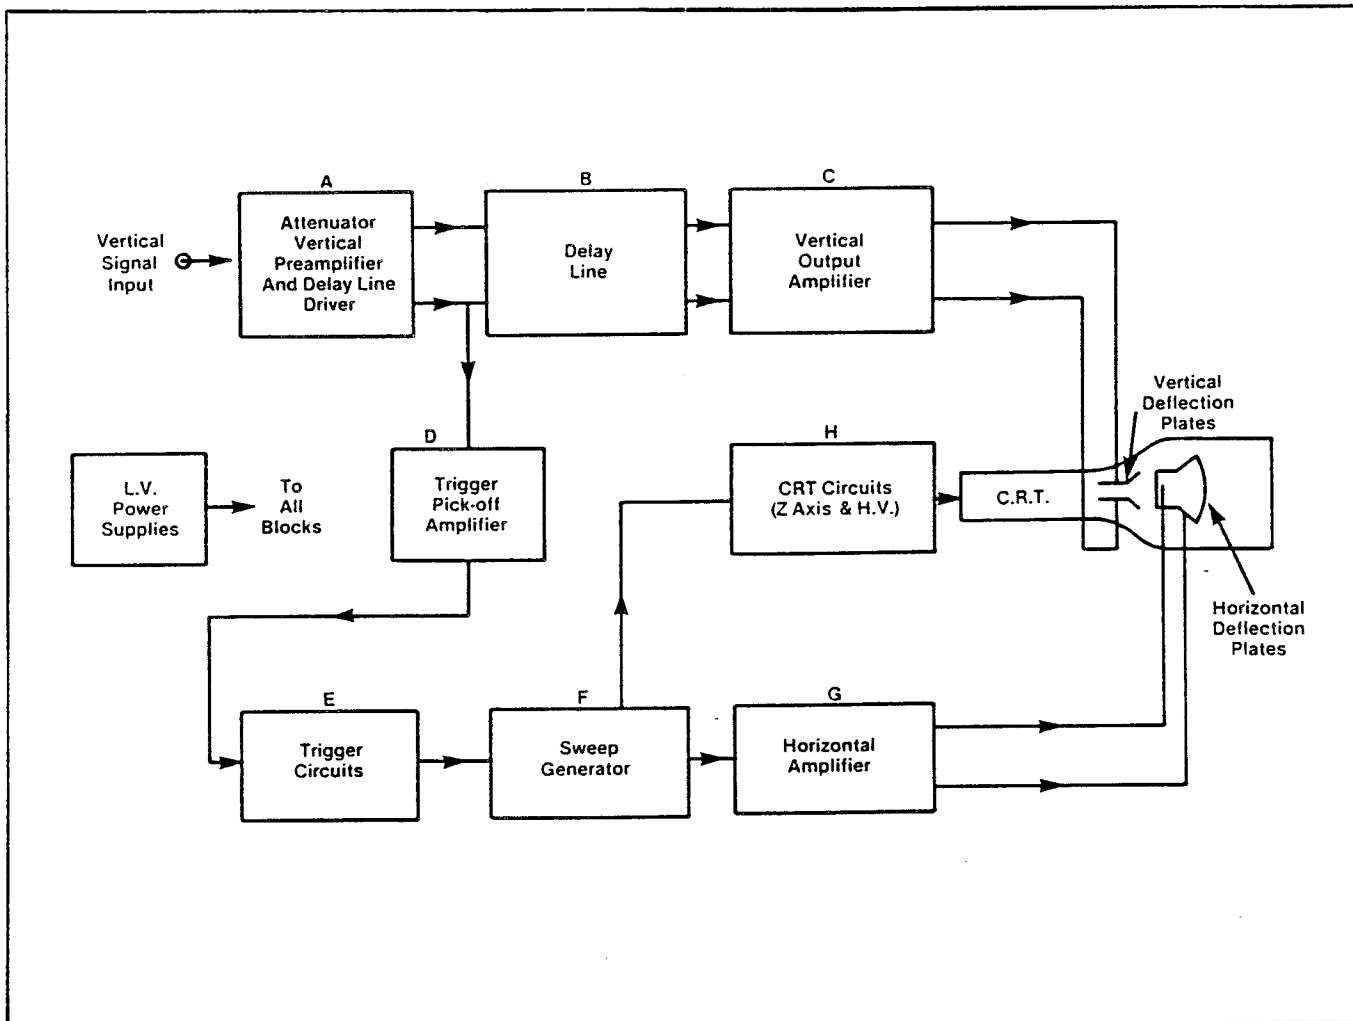 A
Attenuator
Vertical
Preamplifier
And Delay Line
Driver
B
Delay
Line
C
Vertical
Output
Amplifier
Vertical
Signal
Input
Vertical
Deflection
Plates
D
Trigger
Pick-off
Amplifier
H
CRT Circuits
(Z Axis & H.V.)
C.R.T.
L.V.
Power
Supplies
To
All
Blocks
Horizontal
Deflection
Plates
E
Trigger
Circuits
F
Sweep
Generator
G
Horizontal
Amplifier